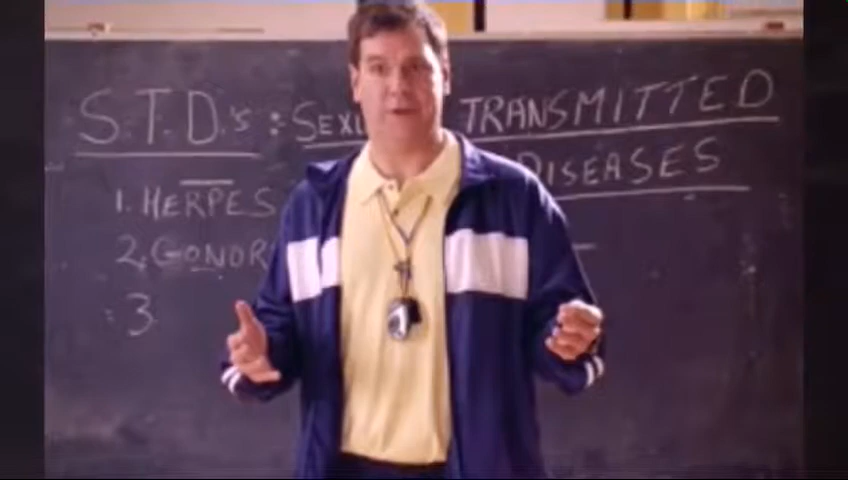 S.T.D.'s : SEXU TRANSMITTED
DISEASES
1. HERPES
2. GONOR
3